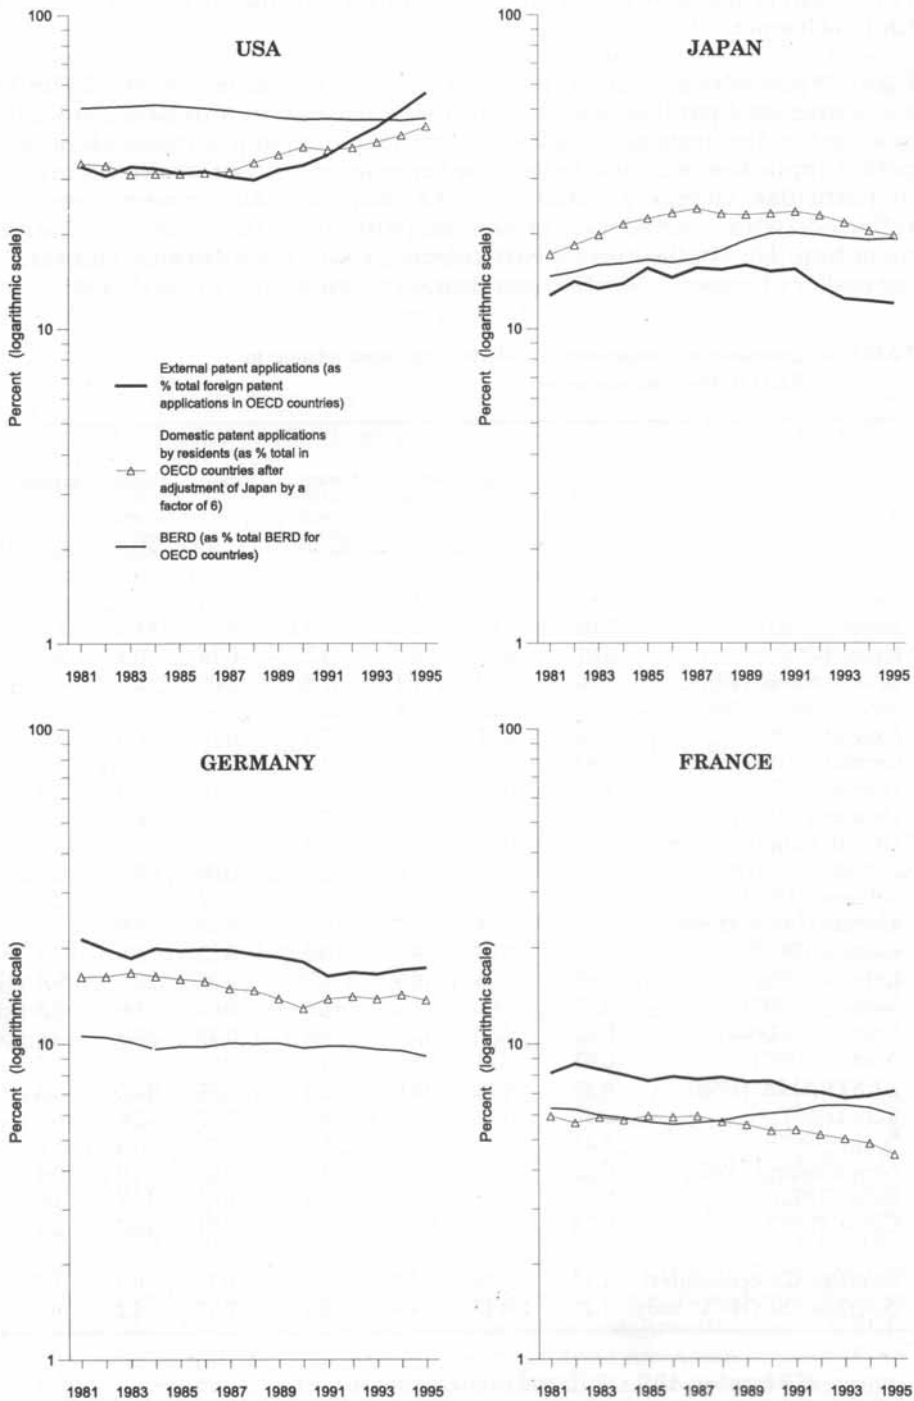 USA
Percent (logarithmic scale)
100
10
1
External patent applications (as
% total foreign patent
applications in OECD countries)
Domestic patent applications
by residents (as % total in
OECD countries after
adjustment of Japan by a
factor of 6)
BERD (as % total BERD for
OECD countries)
1981 1983 1985 1987 1989 1991 1993 1995
JAPAN
Percent (logarithmic scale)
100
10
1
1981 1983 1985 1987 1989 1991 1993 1995
GERMANY
Percent (logarithmic scale)
100
10
1
1981 1983 1985 1987 1989 1991 1993 1995
FRANCE
Percent (logarithmic scale)
100
10
1
1981 1983 1985 1987 1989 1991 1993 1995